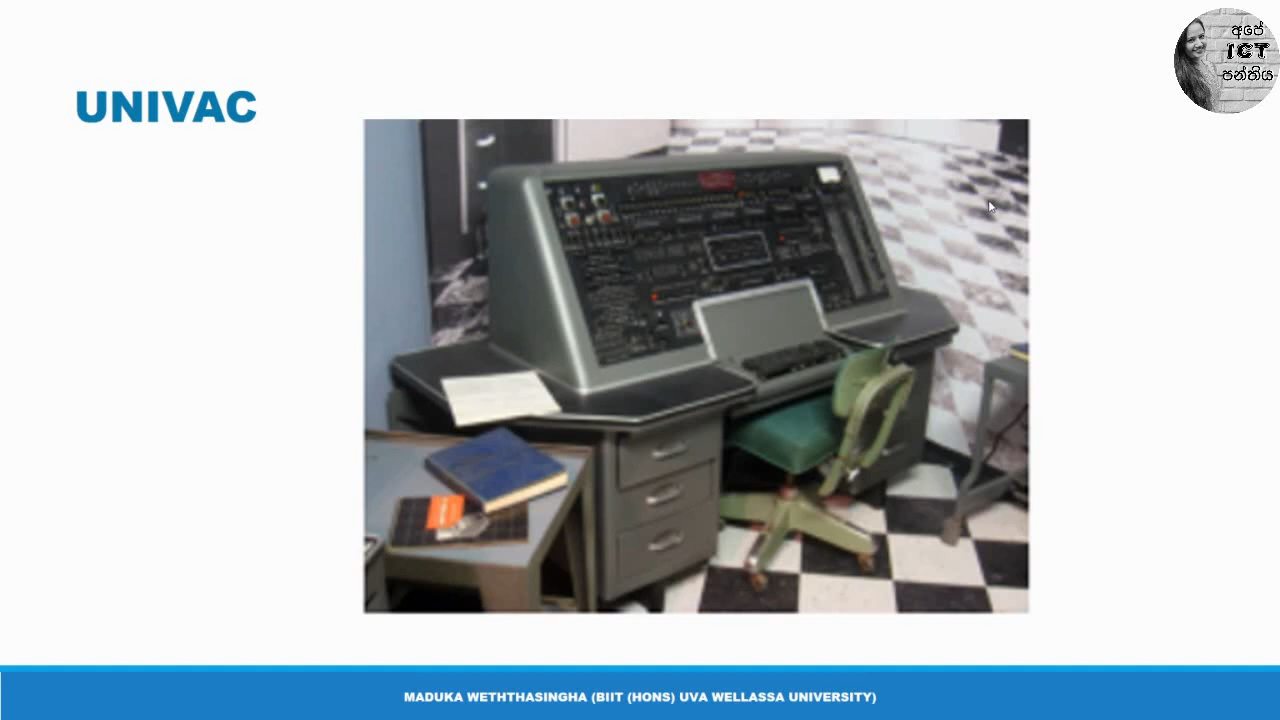 අපේ
ICT
පන්තිය
UNIVAC
MADUKA WETHTHASINGHA (BIIT (HONS) UVA WELLASSA UNIVERSITY)